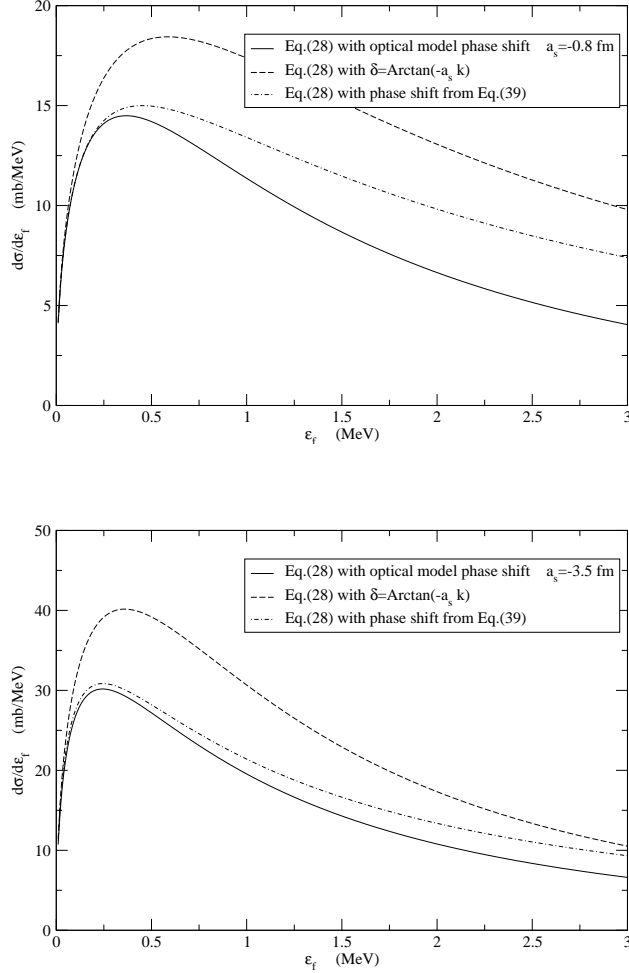 20
15
10
5
0
dσ/dε_f (mb/MeV)
Eq.(28) with optical model phase shift a_s=-0.8 fm
Eq.(28) with δ=Arctan(-a_s k)
Eq.(28) with phase shift from Eq.(39)
0 0.5 1 1.5 2 2.5 3
ε_f (MeV)
50
40
30
20
10
0
dσ/dε_f (mb/MeV)
Eq.(28) with optical model phase shift a_s=-3.5 fm
Eq.(28) with δ=Arctan(-a_s k)
Eq.(28) with phase shift from Eq.(39)
0 0.5 1 1.5 2 2.5 3
ε_f (MeV)